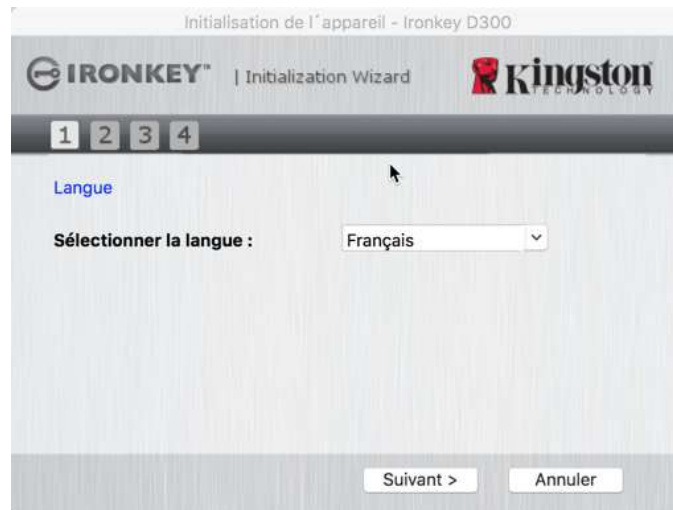 Initialisation de l´appareil - Ironkey D300
IRONKEY™ | Initialization Wizard
Kingston
TECHNOLOGY
1 2 3 4
Langue
Sélectionner la langue : Français
Suivant > Annuler